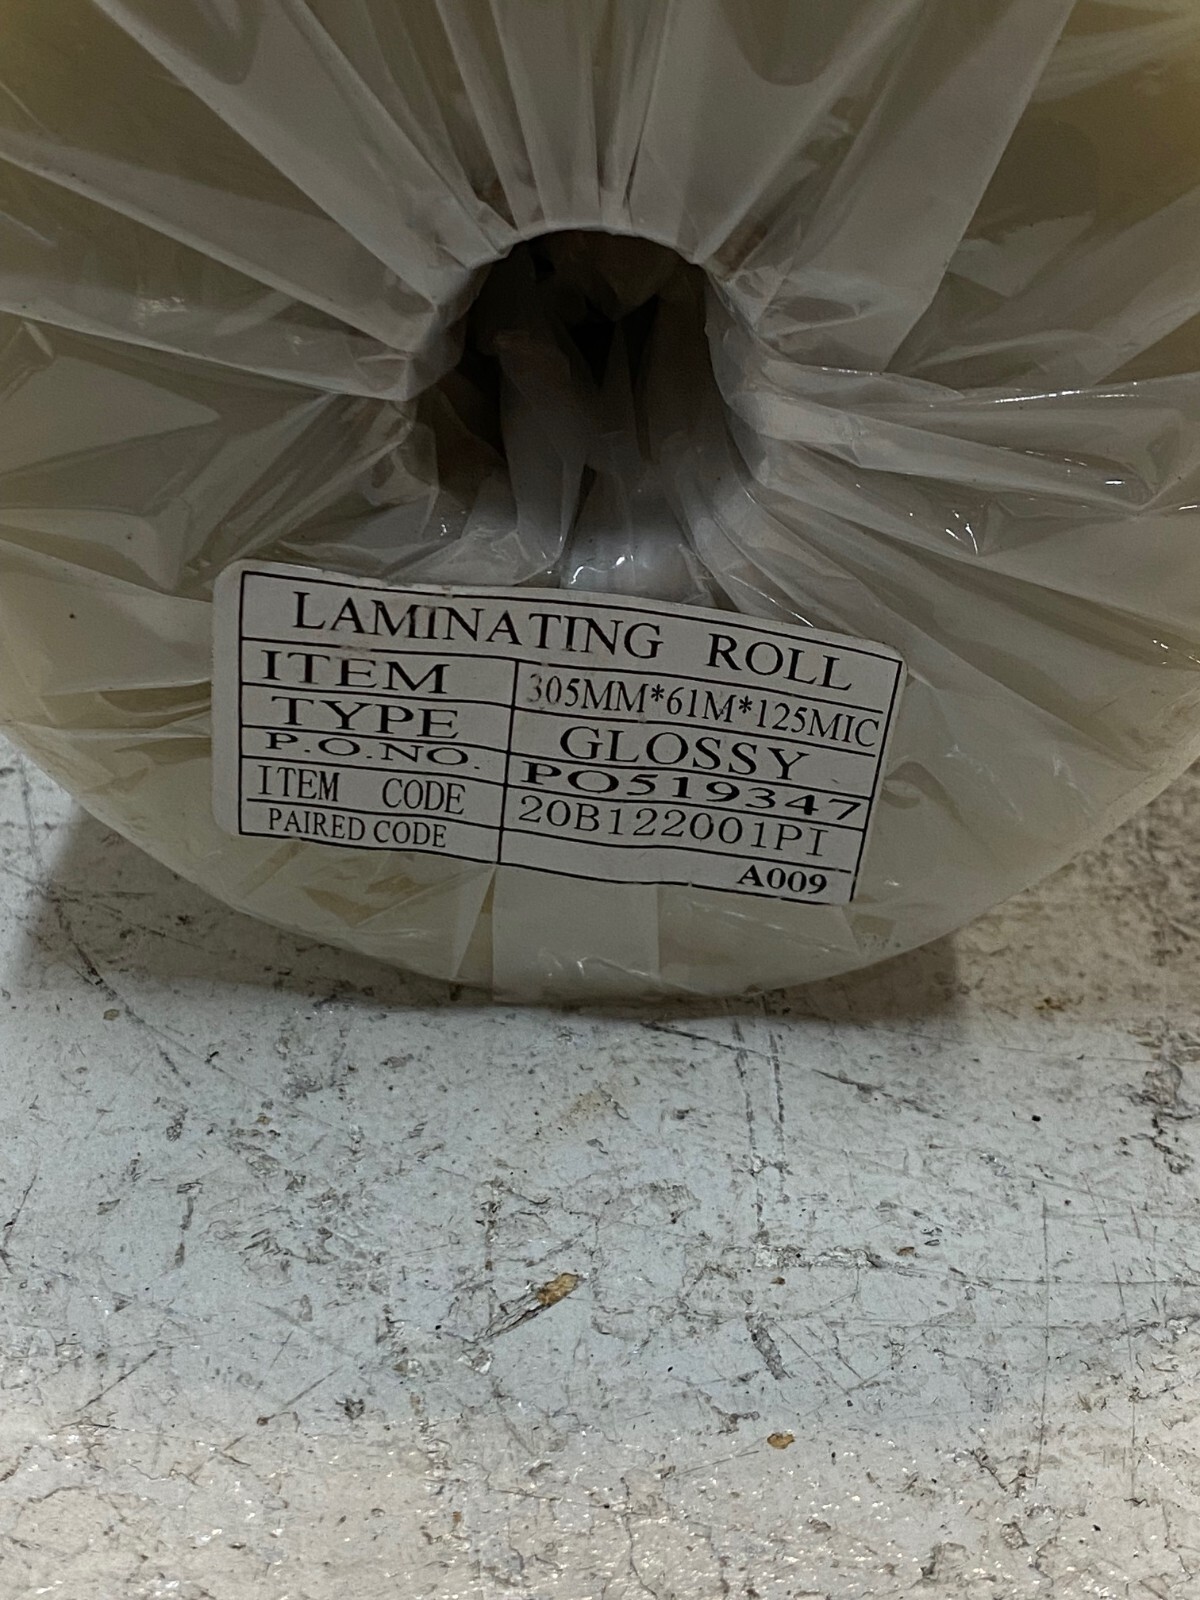 LAMINATING ROLL
ITEM 305MM*61M*125MIC
TYPE GLOSSY
P.O.NO. PO519347
ITEM CODE 20B122001PI
PAIRED CODE A009